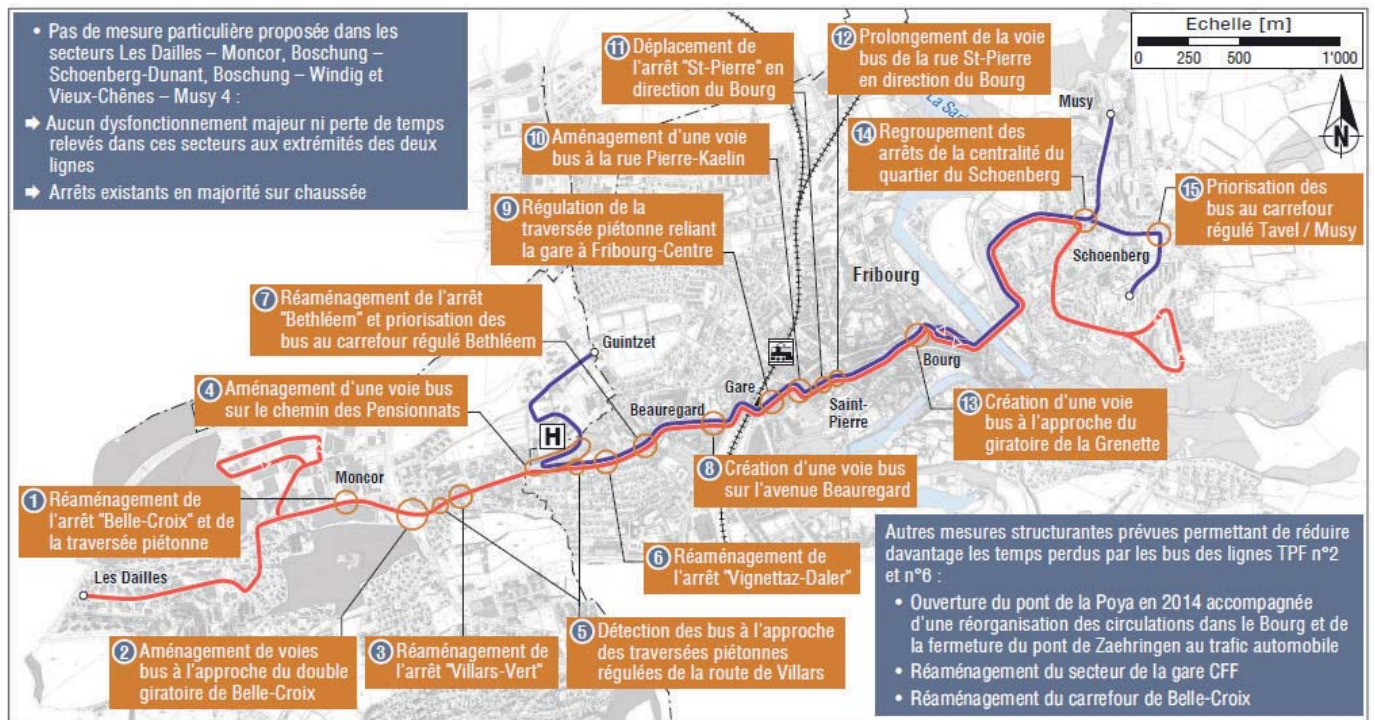 • Pas de mesure particulière proposée dans les
secteurs Les Dailles – Moncor, Boschung –
Schoenberg-Dunant, Boschung – Windig et
Vieux-Chênes – Musy 4 :
➡ Aucun dysfonctionnement majeur ni perte de temps
relevés dans ces secteurs aux extrémités des deux
lignes
➡ Arrêts existants en majorité sur chaussée
11 Déplacement de
l'arrêt "St-Pierre" en
direction du Bourg
12 Prolongement de la voie
bus de la rue St-Pierre
en direction du Bourg
Echelle [m]
0 250 500 1'000
N
La Sarine
Musy
10 Aménagement d'une voie
bus à la rue Pierre-Kaelin
14 Regroupement des
arrêts de la centralité du
quartier du Schoenberg
15 Priorisation des
bus au carrefour
régulé Tavel / Musy
9 Régulation de la
traversée piétonne reliant
la gare à Fribourg-Centre
Schoenberg
Fribourg
7 Réaménagement de l'arrêt
"Bethléem" et priorisation des
bus au carrefour régulé Bethléem
Guintzet
Bourg
4 Aménagement d'une voie bus
sur le chemin des Pensionnats
H
Beauregard
Gare
Saint-
Pierre
13 Création d'une voie
bus à l'approche du
giratoire de la Grenette
8 Création d'une voie bus
sur l'avenue Beauregard
Moncor
1 Réaménagement de
l'arrêt "Belle-Croix" et de
la traversée piétonne
Les Dailles
6 Réaménagement de
l'arrêt "Vignettaz-Daler"
2 Aménagement de voies
bus à l'approche du double
giratoire de Belle-Croix
3 Réaménagement de
l'arrêt "Villars-Vert"
5 Détection des bus à l'approche
des traversées piétonnes
régulées de la route de Villars
Autres mesures structurantes prévues permettant de réduire
davantage les temps perdus par les bus des lignes TPF n°2
et n°6 :
• Ouverture du pont de la Poya en 2014 accompagnée
d'une réorganisation des circulations dans le Bourg et de
la fermeture du pont de Zaehringen au trafic automobile
• Réaménagement du secteur de la gare CFF
• Réaménagement du carrefour de Belle-Croix